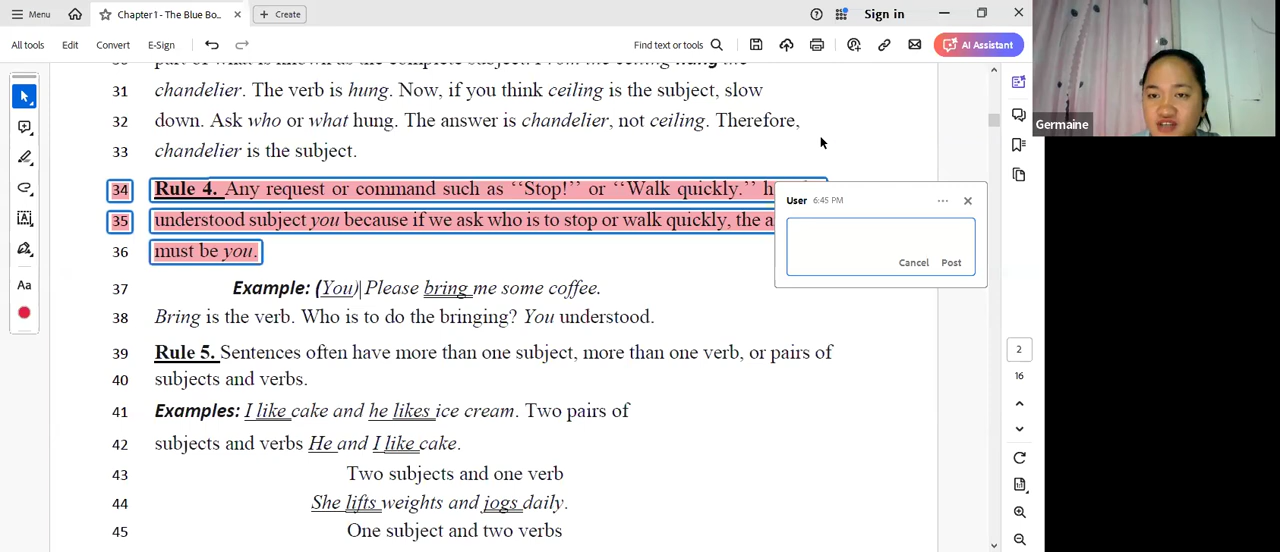 Menu
Chapter1 - The Blue Bo...
Create
Sign in
All tools
Edit
Convert
E-Sign
Find text or tools
AI Assistant
31 chandelier. The verb is hung. Now, if you think ceiling is the subject, slow
32 down. Ask who or what hung. The answer is chandelier, not ceiling. Therefore,
33 chandelier is the subject.
34 Rule 4. Any request or command such as ‘‘Stop!’’ or ‘‘Walk quickly.’’
35 understood subject you because if we ask who is to stop or walk quickly, the
36 must be you.
User 6:45 PM
Cancel Post
37 Example: (You)|Please bring me some coffee.
38 Bring is the verb. Who is to do the bringing? You understood.
39 Rule 5. Sentences often have more than one subject, more than one verb, or pairs of
40 subjects and verbs.
41 Examples: I like cake and he likes ice cream. Two pairs of
42 subjects and verbs He and I like cake.
43 Two subjects and one verb
44 She lifts weights and jogs daily.
45 One subject and two verbs
Aa
2
16
Germaine